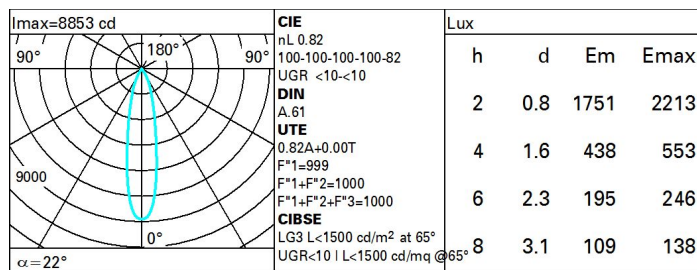 Imax=8853 cd
90° 180° 90°
9000
0°
α=22°
CIE
nL 0.82
100-100-100-100-82
UGR <10-<10
DIN
A.61
UTE
0.82A+0.00T
F"1=999
F"1+F"2=1000
F"1+F"2+F"3=1000
CIBSE
LG3 L<1500 cd/m² at 65°
UGR<10 | L<1500 cd/mq @65°
Lux
h d Em Emax
2 0.8 1751 2213
4 1.6 438 553
6 2.3 195 246
8 3.1 109 138